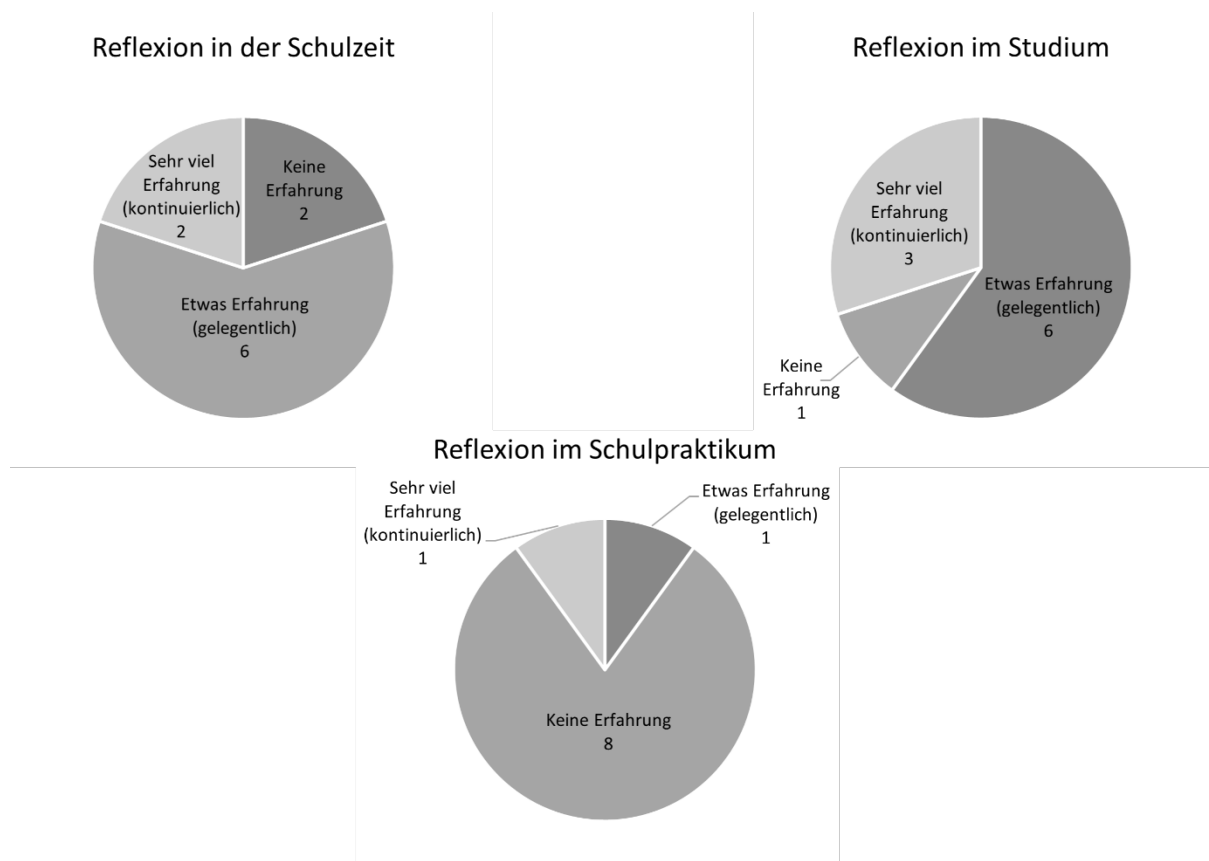 Reflexion in der Schulzeit
Sehr viel
Erfahrung
(kontinuierlich)
2
Keine
Erfahrung
2
Etwas Erfahrung
(gelegentlich)
6
Reflexion im Studium
Sehr viel
Erfahrung
(kontinuierlich)
3
Etwas Erfahrung
(gelegentlich)
6
Keine
Erfahrung
1
Reflexion im Schulpraktikum
Sehr viel
Erfahrung
(kontinuierlich)
1
Etwas Erfahrung
(gelegentlich)
1
Keine Erfahrung
8